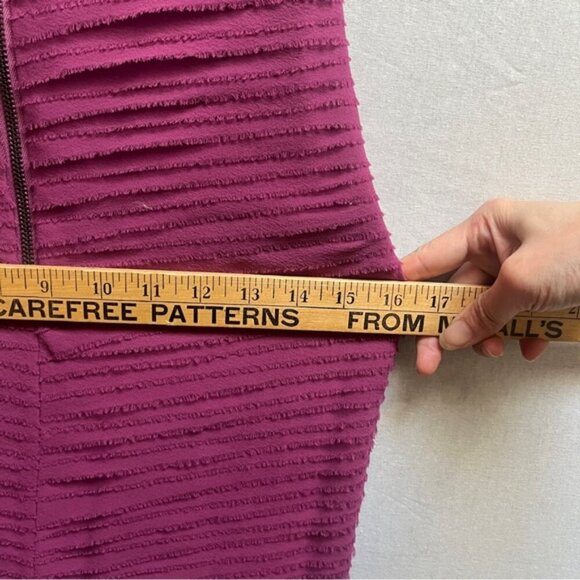 9 10 11 12 13 14 15 16 17
CAREFREE PATTERNS FROM